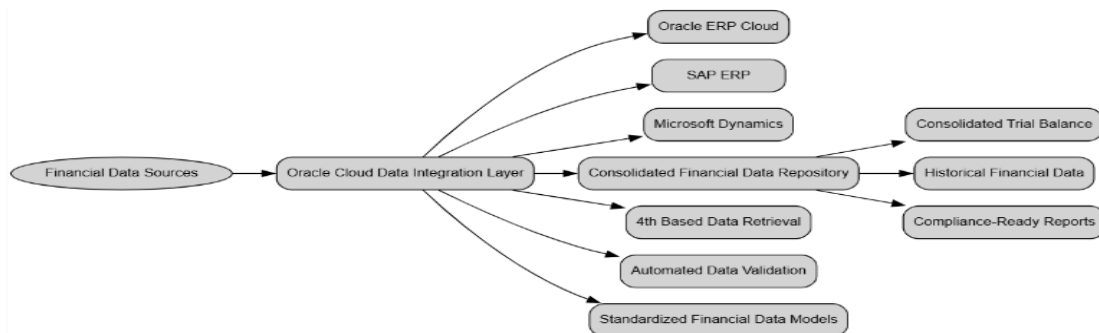 Oracle ERP Cloud
SAP ERP
Microsoft Dynamics
Consolidated Trial Balance
Financial Data Sources
Oracle Cloud Data Integration Layer
Consolidated Financial Data Repository
Historical Financial Data
4th Based Data Retrieval
Compliance-Ready Reports
Automated Data Validation
Standardized Financial Data Models